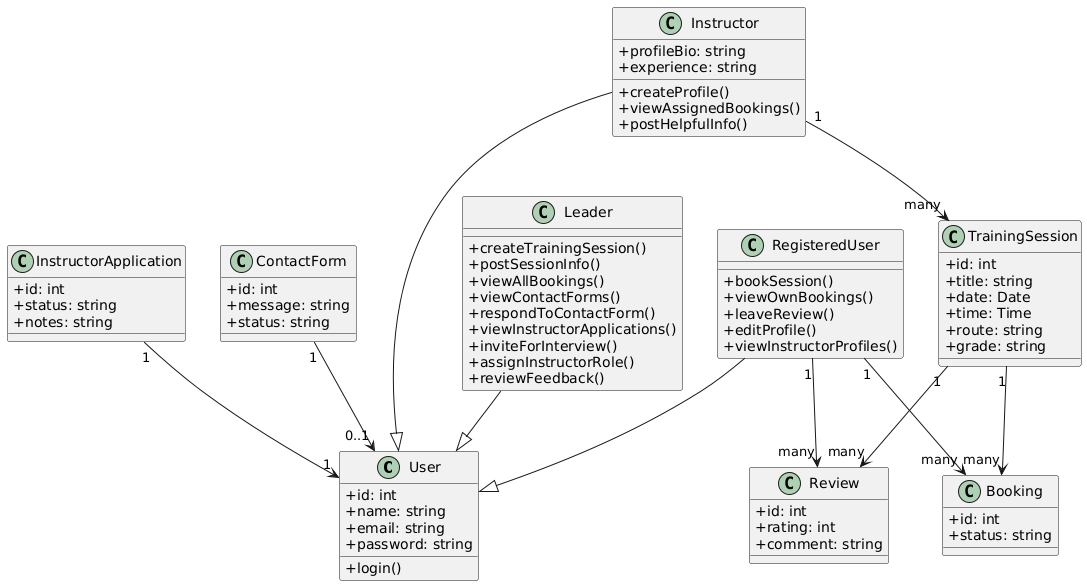 C Instructor
+profileBio: string
+experience: string
+createProfile()
+viewAssignedBookings()
+postHelpfulInfo()
1
many
C Leader
+createTrainingSession()
+postSessionInfo()
+viewAllBookings()
+viewContactForms()
+respondToContactForm()
+viewInstructorApplications()
+inviteForInterview()
+assignInstructorRole()
+reviewFeedback()
C InstructorApplication
+id: int
+status: string
+notes: string
1
1
C ContactForm
+id: int
+message: string
+status: string
1
0..1
C RegisteredUser
+bookSession()
+viewOwnBookings()
+leaveReview()
+editProfile()
+viewInstructorProfiles()
1
many
1
many
C TrainingSession
+id: int
+title: string
+date: Date
+time: Time
+route: string
+grade: string
1
many
1
many
C User
+id: int
+name: string
+email: string
+password: string
+login()
C Review
+id: int
+rating: int
+comment: string
C Booking
+id: int
+status: string